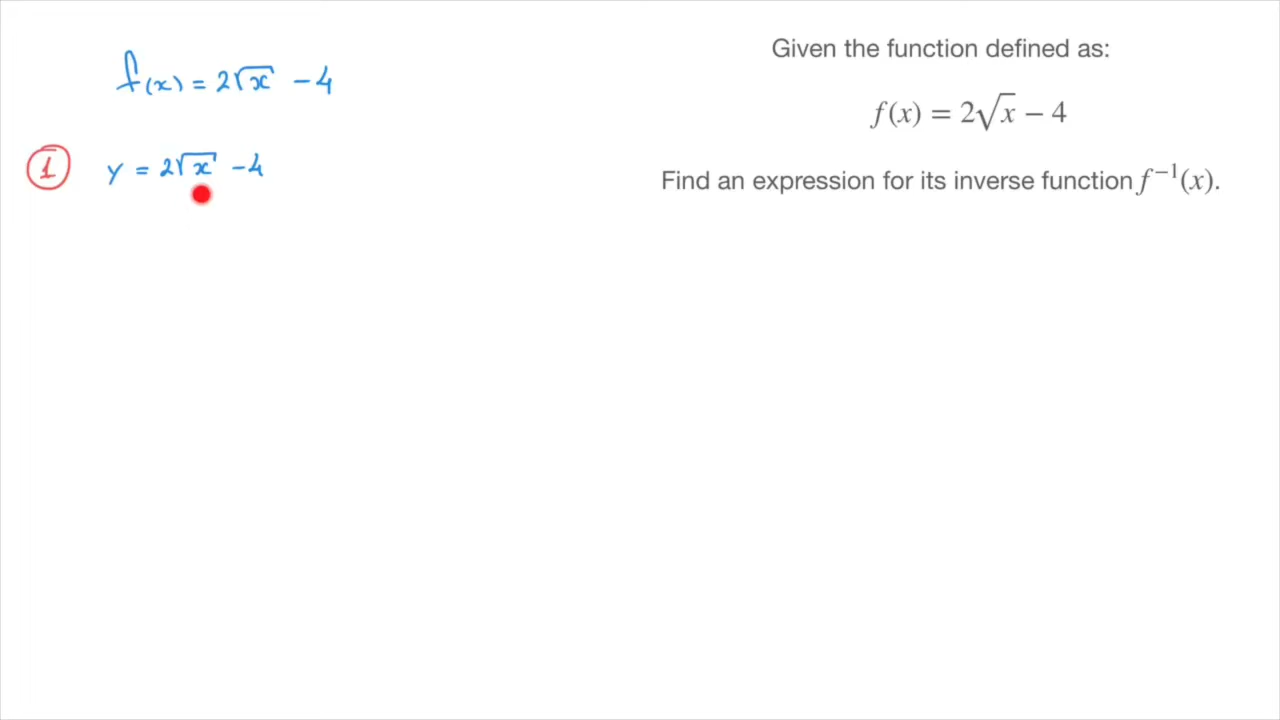 f(x) = 2√x - 4
Given the function defined as:
f(x) = 2√x − 4
1 y = 2√x - 4
Find an expression for its inverse function f⁻¹(x).